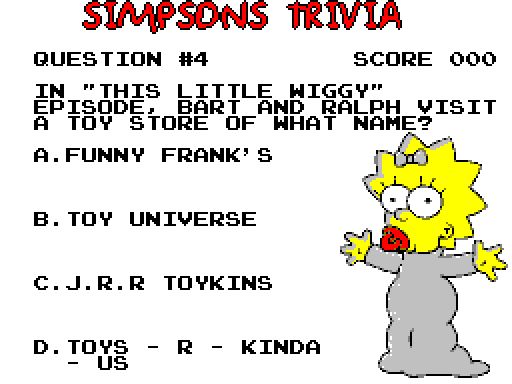 SIMPSONS TRIVIA
QUESTION #4 SCORE 000
IN "THIS LITTLE WIGGY"
EPISODE, BART AND RALPH VISIT
A TOY STORE OF WHAT NAME?
A.FUNNY FRANK'S
B.TOY UNIVERSE
C.J.R.R TOYKINS
D.TOYS - R - KINDA
- US